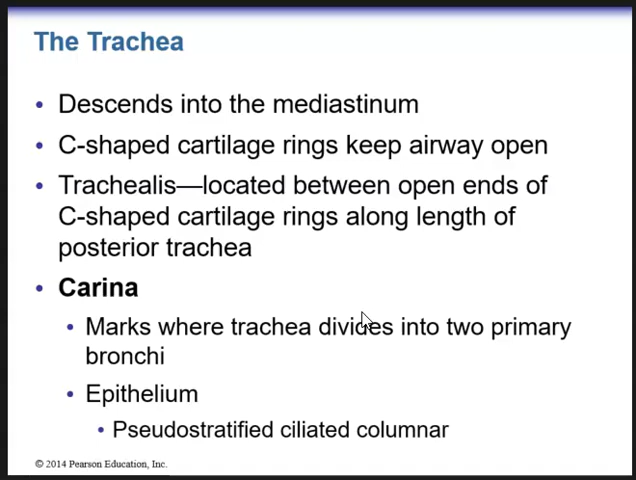 The Trachea
• Descends into the mediastinum
• C-shaped cartilage rings keep airway open
• Trachealis—located between open ends of
C-shaped cartilage rings along length of
posterior trachea
• Carina
• Marks where trachea divides into two primary
bronchi
• Epithelium
• Pseudostratified ciliated columnar
© 2014 Pearson Education, Inc.